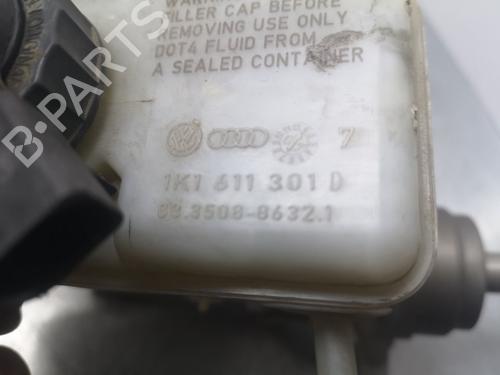 WARNING
FILLER CAP BEFORE
REMOVING USE ONLY
DOT4 FLUID FROM
A SEALED CONTAINER
7
1K1 611 301 D
03.3508-8632.1
B-PARTS